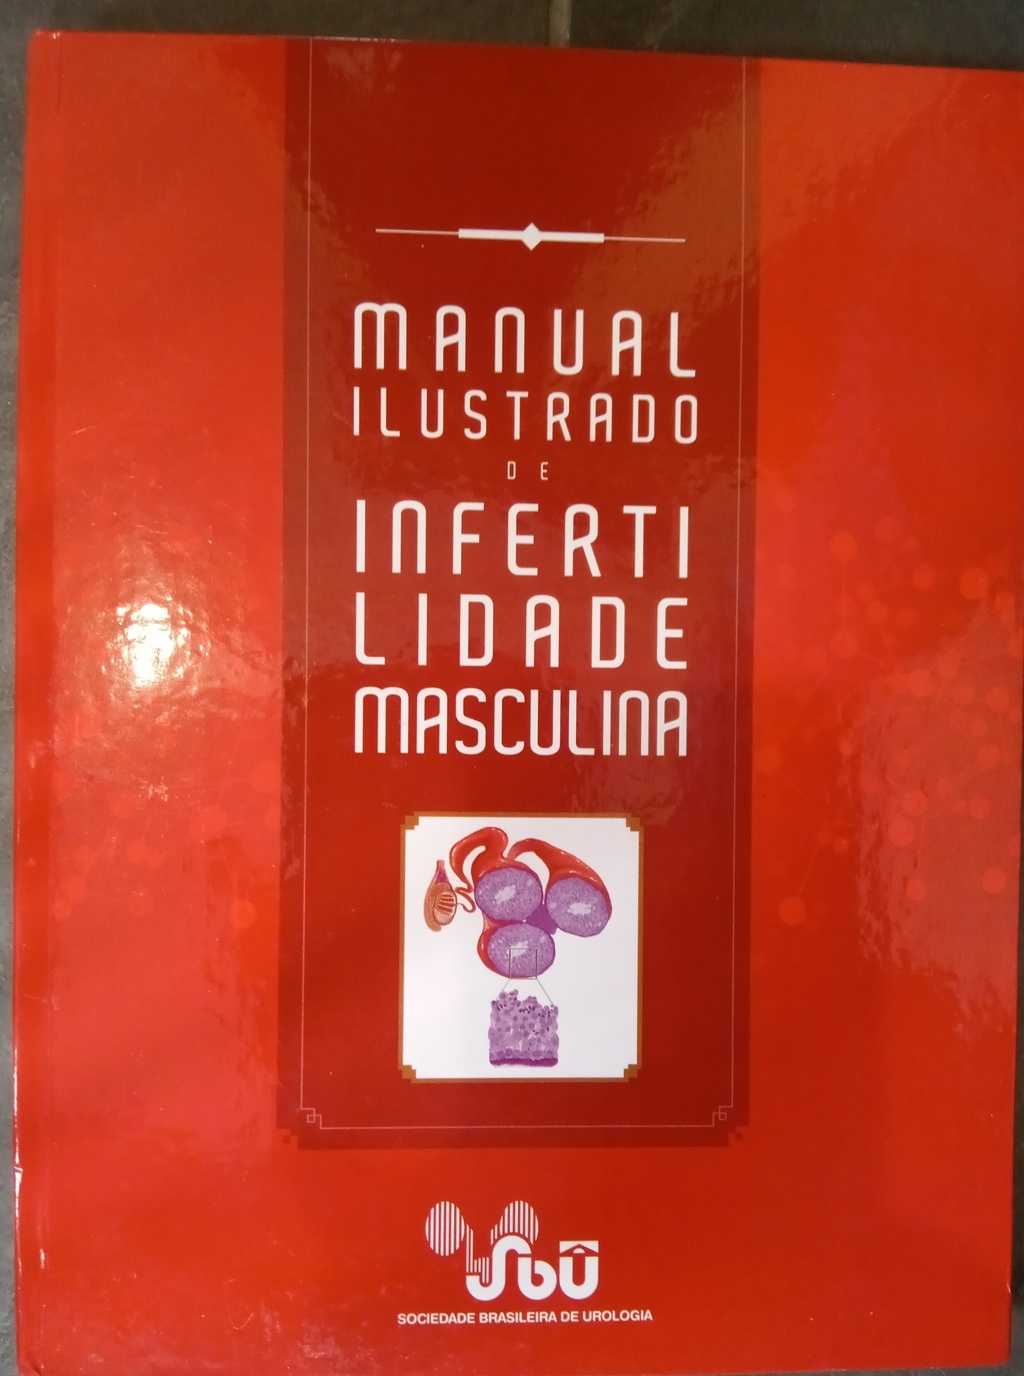 MANUAL
ILUSTRADO
DE
INFERTI
LIDADE
MASCULINA
SbU
SOCIEDADE BRASILEIRA DE UROLOGIA